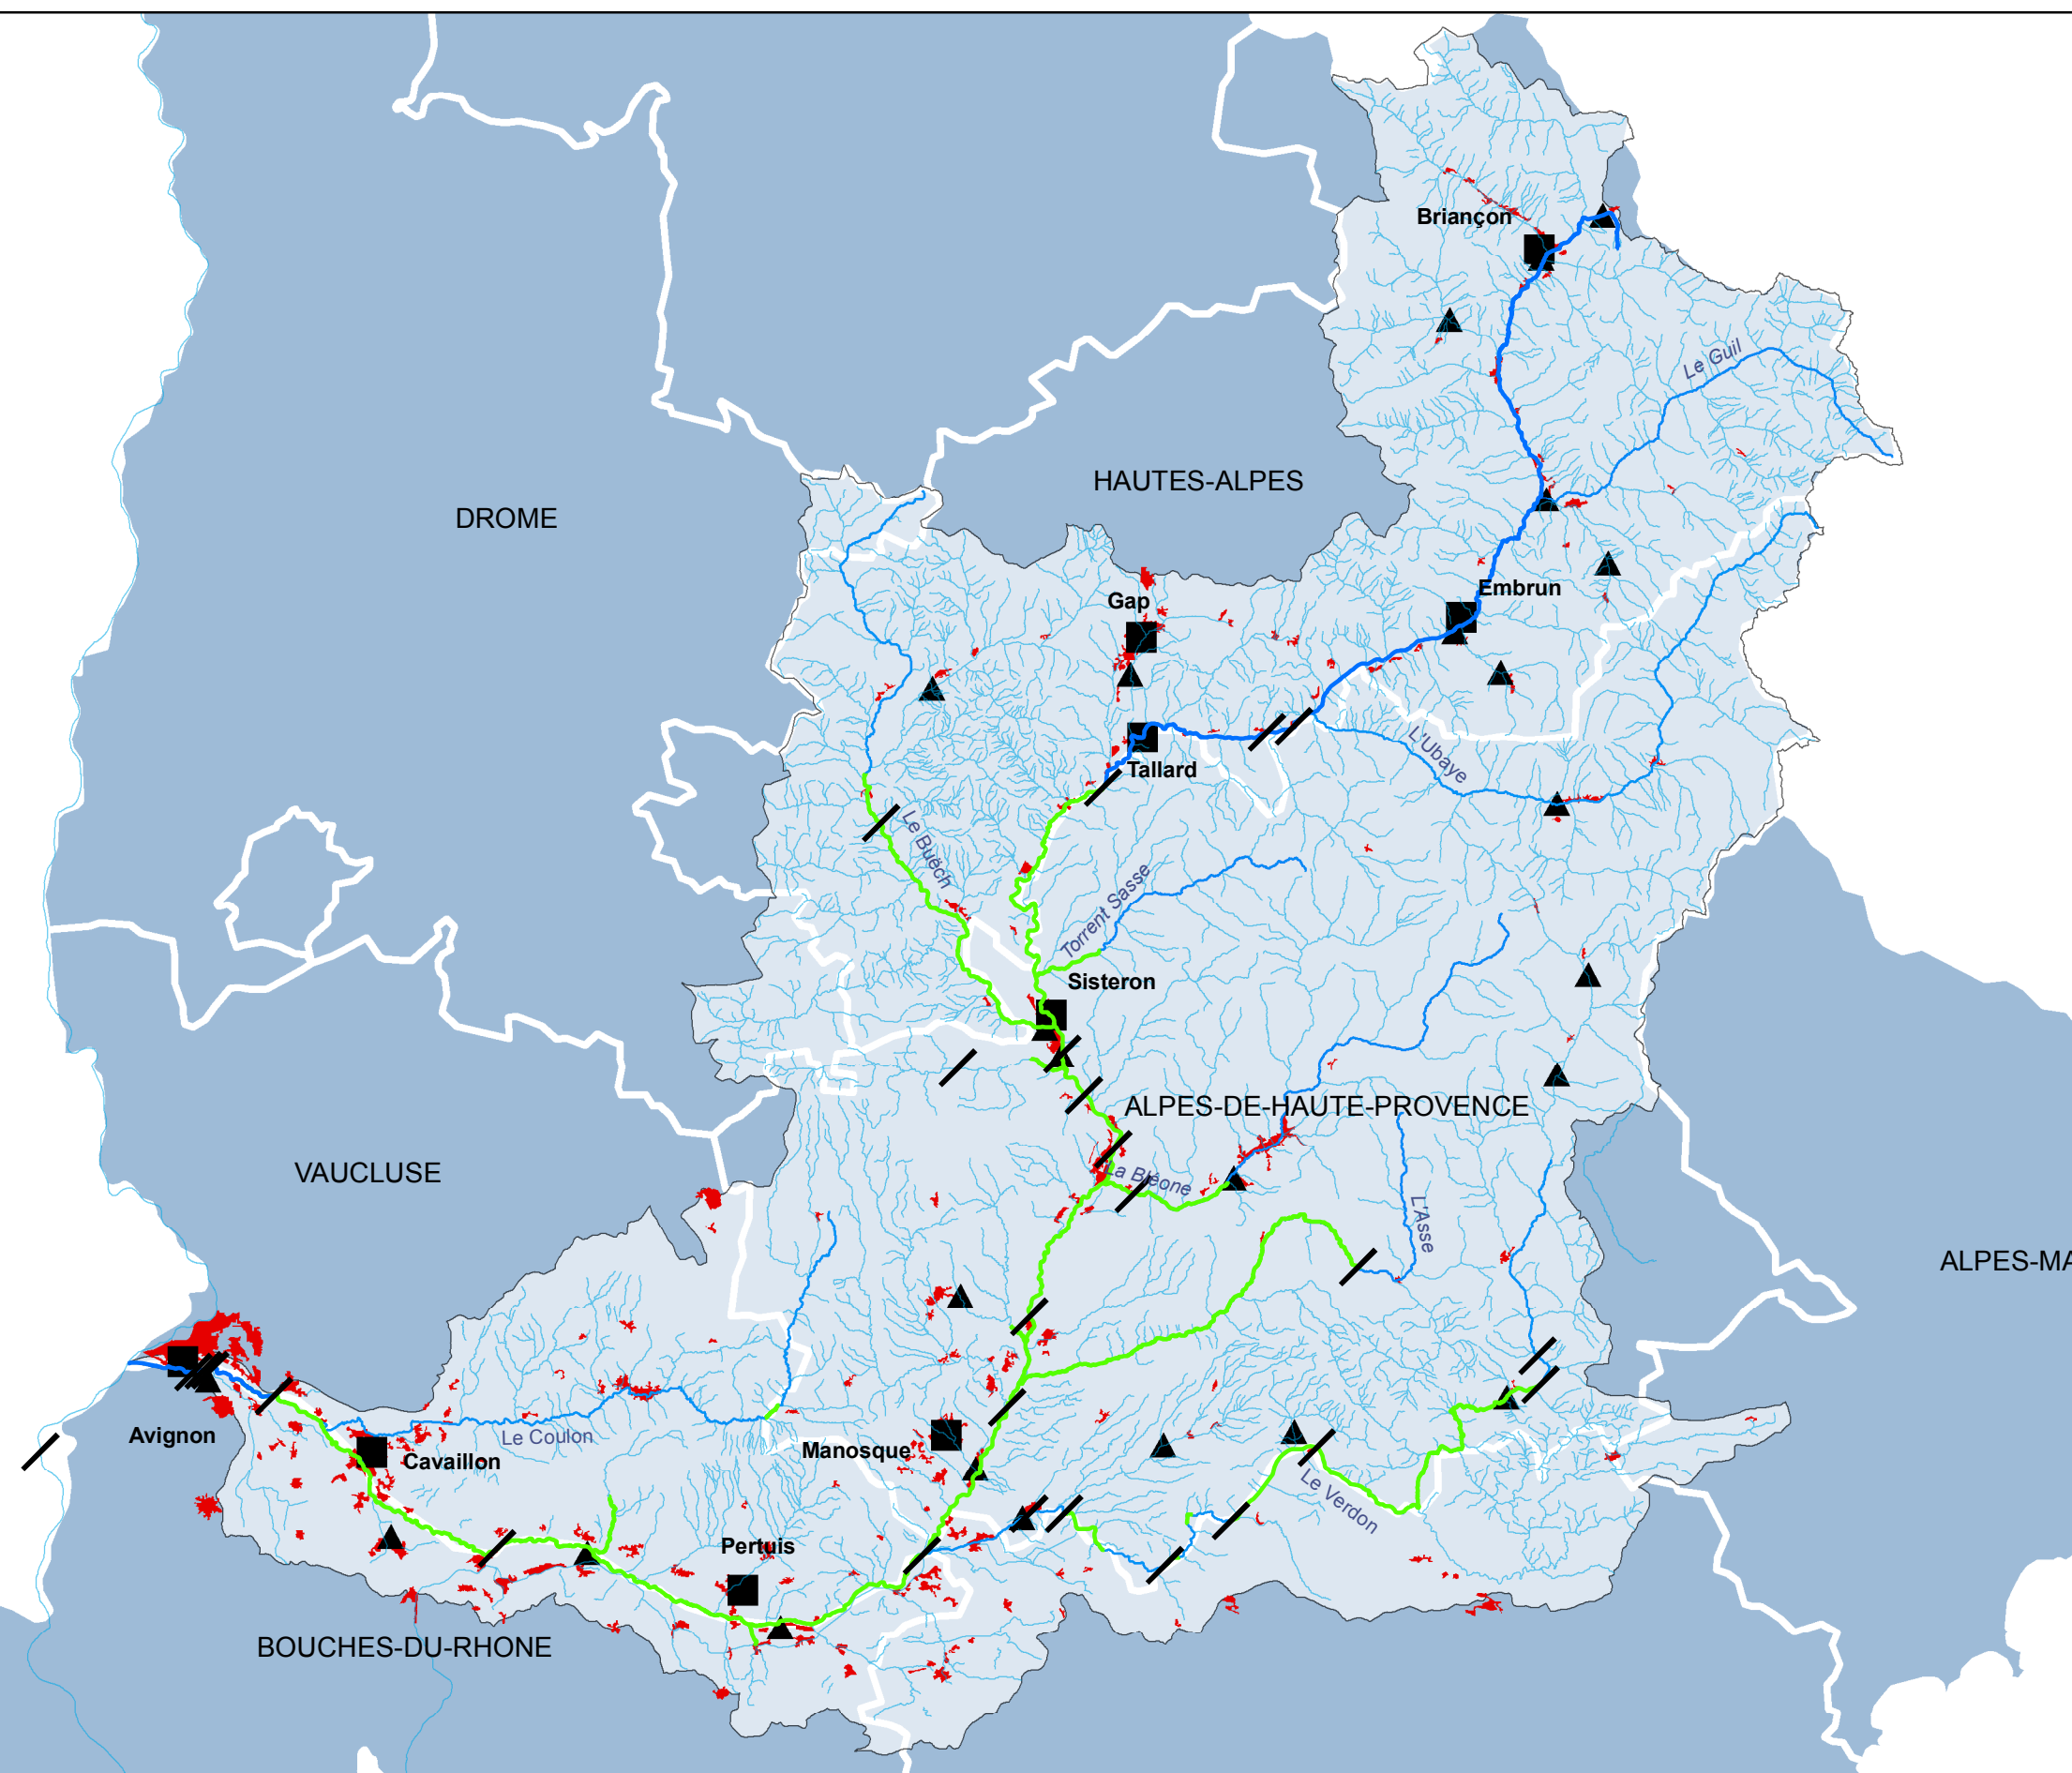 Briançon
Le Guil
HAUTES-ALPES
DROME
Embrun
Gap
L'Ubaye
Tallard
Le Buëch
Torrent Sasse
Sisteron
ALPES-DE-HAUTE-PROVENCE
VAUCLUSE
La Bléone
L'Asse
ALPES-MA
Avignon
Le Coulon
Manosque
Cavaillon
Le Verdon
Pertuis
BOUCHES-DU-RHONE